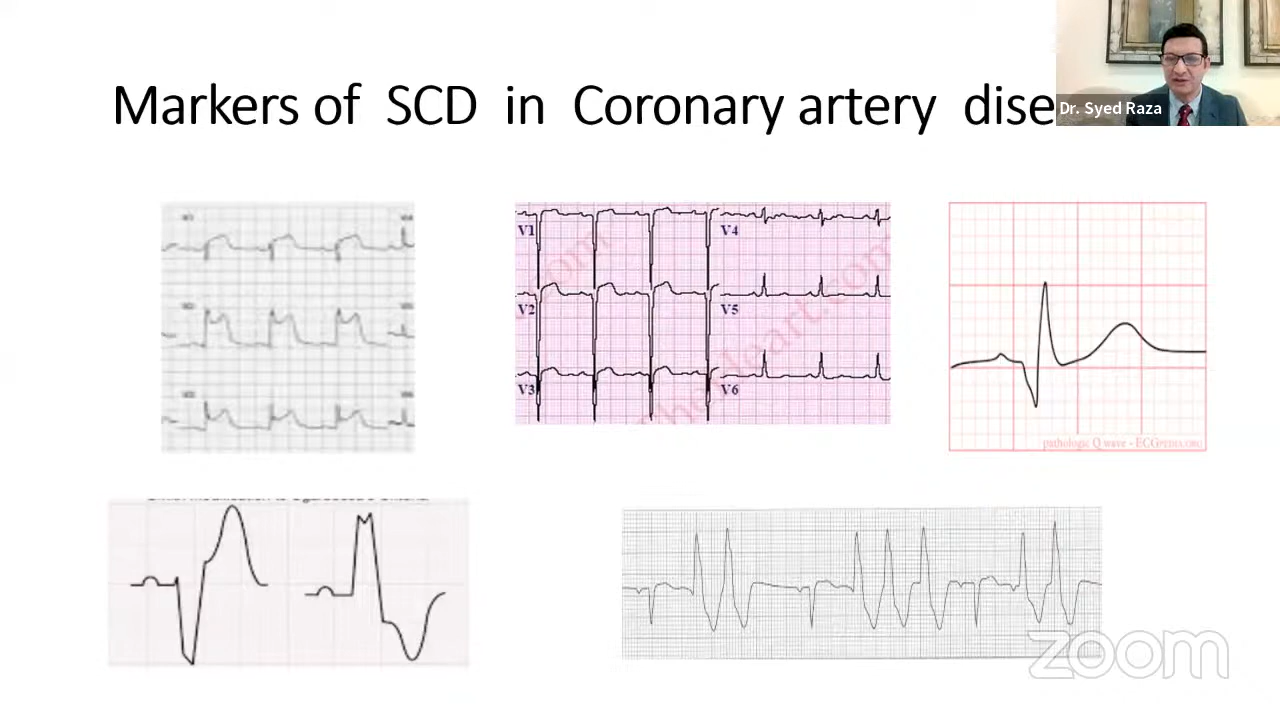 Markers of SCD in Coronary artery dise
Dr. Syed Raza
V1
V4
V2
V5
V3
V6
pathologic Q wave - ECGPEDIA.ORG
zoom